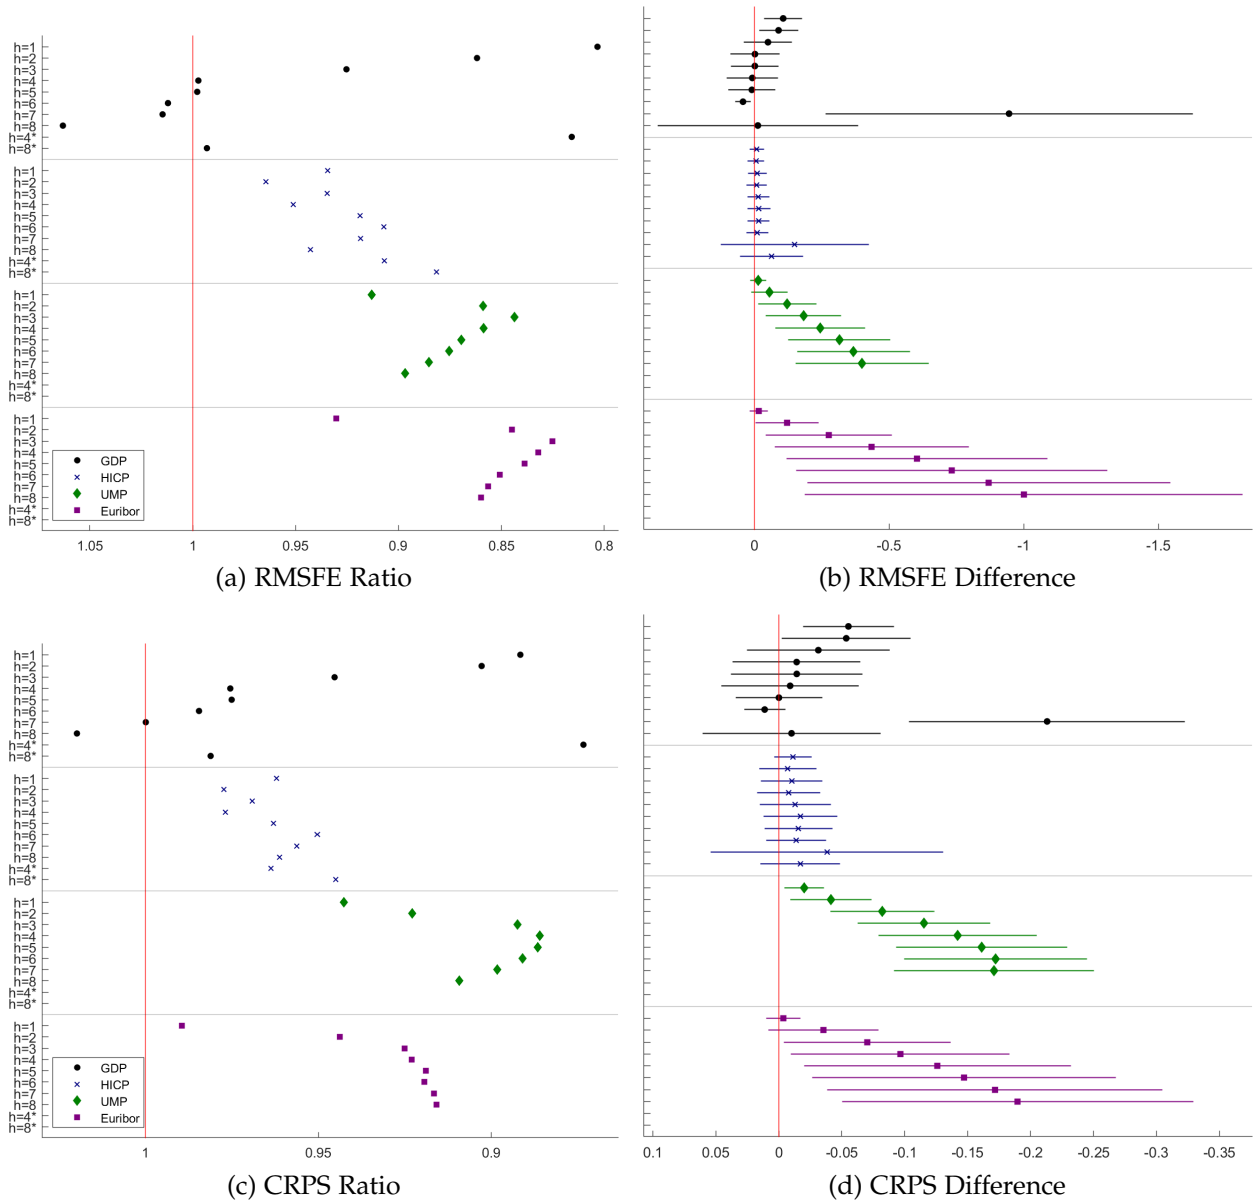 h=1
h=2
h=3
h=4
h=5
h=6
h=7
h=8
h=4*
h=8*
h=1
h=2
h=3
h=4
h=5
h=6
h=7
h=8
h=4*
h=8*
h=1
h=2
h=3
h=4
h=5
h=6
h=7
h=8
h=4*
h=8*
h=1
h=2
h=3
h=4
h=5
h=6
h=7
h=8
h=4*
h=8*
GDP
HICP
UMP
Euribor
1.05 1 0.95 0.9 0.85 0.8
(a) RMSFE Ratio
0 -0.5 -1 -1.5
(b) RMSFE Difference
h=1
h=2
h=3
h=4
h=5
h=6
h=7
h=8
h=4*
h=8*
h=1
h=2
h=3
h=4
h=5
h=6
h=7
h=8
h=4*
h=8*
h=1
h=2
h=3
h=4
h=5
h=6
h=7
h=8
h=4*
h=8*
h=1
h=2
h=3
h=4
h=5
h=6
h=7
h=8
h=4*
h=8*
GDP
HICP
UMP
Euribor
1 0.95 0.9
(c) CRPS Ratio
0.1 0.05 0 -0.05 -0.1 -0.15 -0.2 -0.25 -0.3 -0.35
(d) CRPS Difference